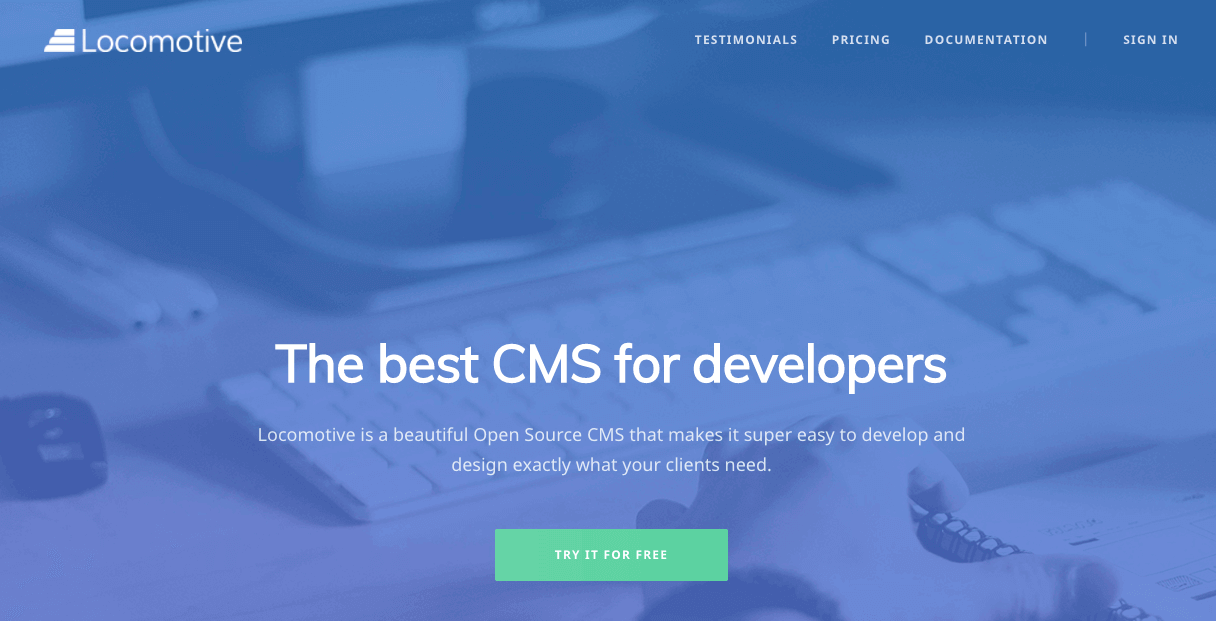 Locomotive
TESTIMONIALS PRICING DOCUMENTATION | SIGN IN
The best CMS for developers
Locomotive is a beautiful Open Source CMS that makes it super easy to develop and
design exactly what your clients need.
TRY IT FOR FREE